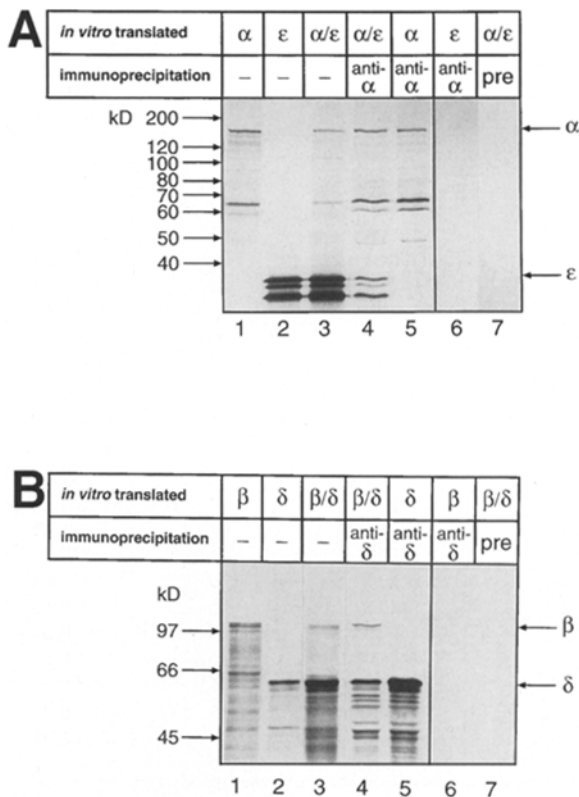 A
in vitro translated α ε α/ε α/ε α ε α/ε
immunoprecipitation – – – anti-α anti-α anti-α pre
kD 200
120
100
80
70
60
50
40
α
ε
1 2 3 4 5 6 7
B
in vitro translated β δ β/δ β/δ δ β β/δ
immunoprecipitation – – – anti-δ anti-δ anti-δ pre
kD
97
66
45
β
δ
1 2 3 4 5 6 7